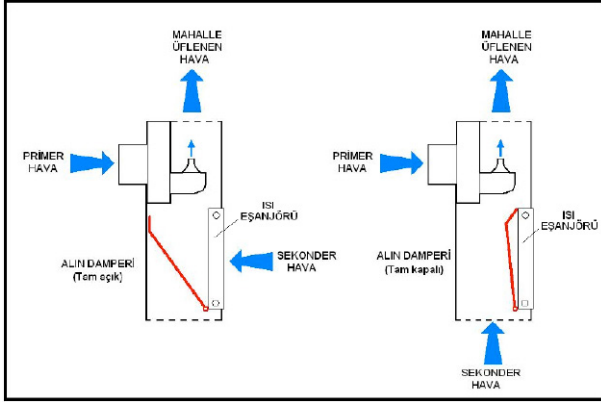 MAHALLE
ÜFLENEN
HAVA
PRİMER
HAVA
ISI
EŞANJÖRÜ
ALIN DAMPERİ
(Tam açık)
SEKONDER
HAVA
MAHALLE
ÜFLENEN
HAVA
PRİMER
HAVA
ISI
EŞANJÖRÜ
ALIN DAMPERİ
(Tam kapalı)
SEKONDER
HAVA